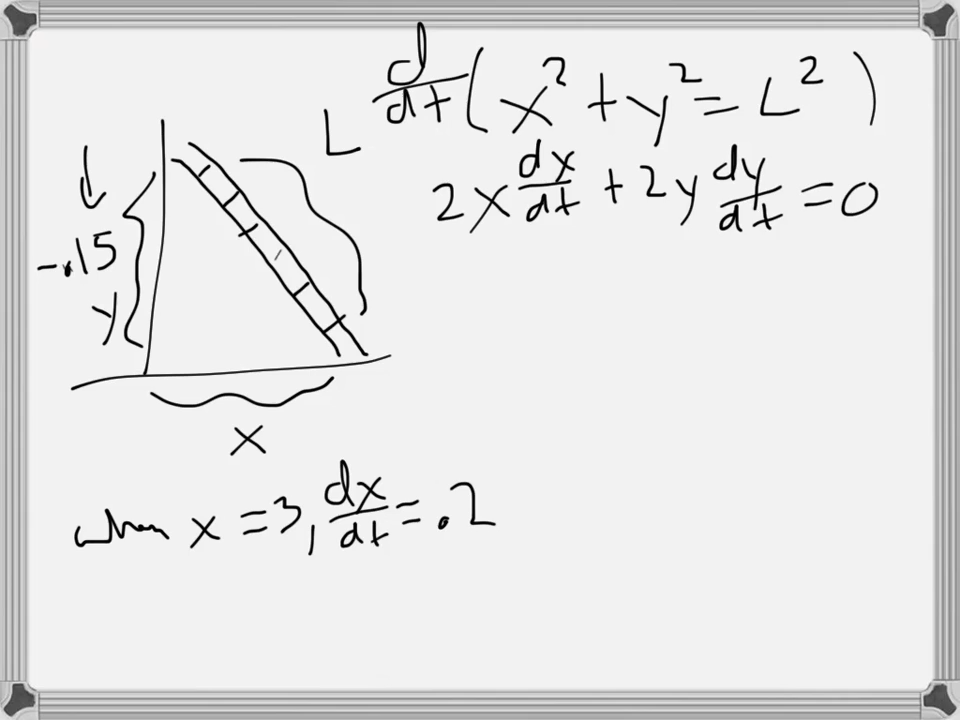 d/dt (x² + y² = L²)
L
2x dx/dt + 2y dy/dt = 0
-.15
y
x
when x = 3, dx/dt = .2